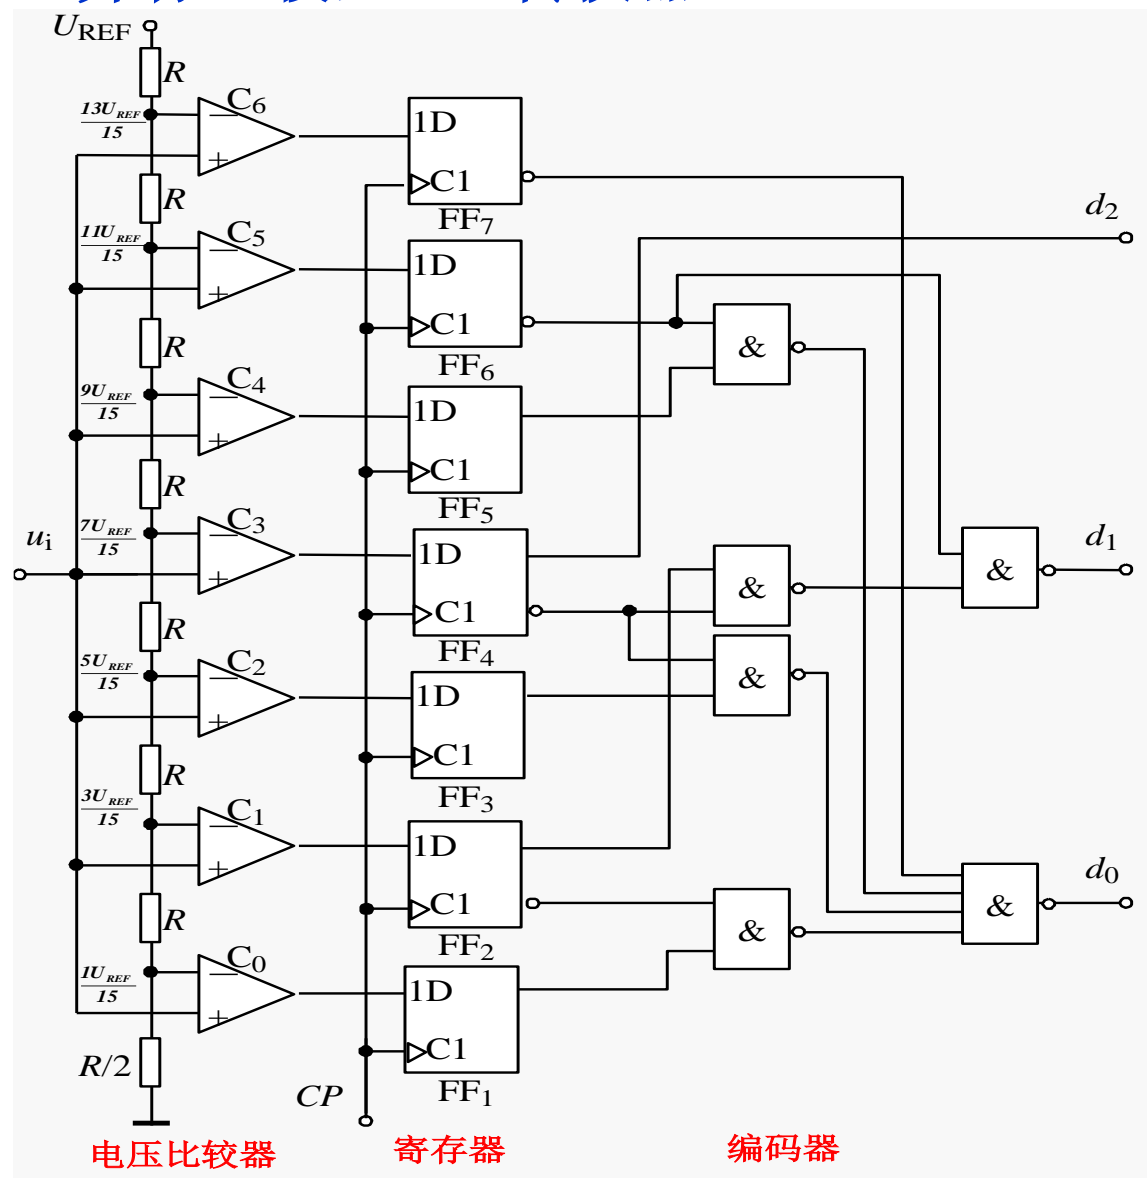 U_REF
R
13U_REF/15
C6
1D
C1
FF7
d2
R
11U_REF/15
C5
1D
C1
FF6
&
R
9U_REF/15
C4
1D
C1
FF5
R
ui
7U_REF/15
C3
1D
C1
FF4
&
&
d1
R
5U_REF/15
C2
1D
C1
FF3
&
R
3U_REF/15
C1
1D
C1
FF2
&
&
d0
R
1U_REF/15
C0
1D
C1
FF1
R/2
CP
电压比较器
寄存器
编码器